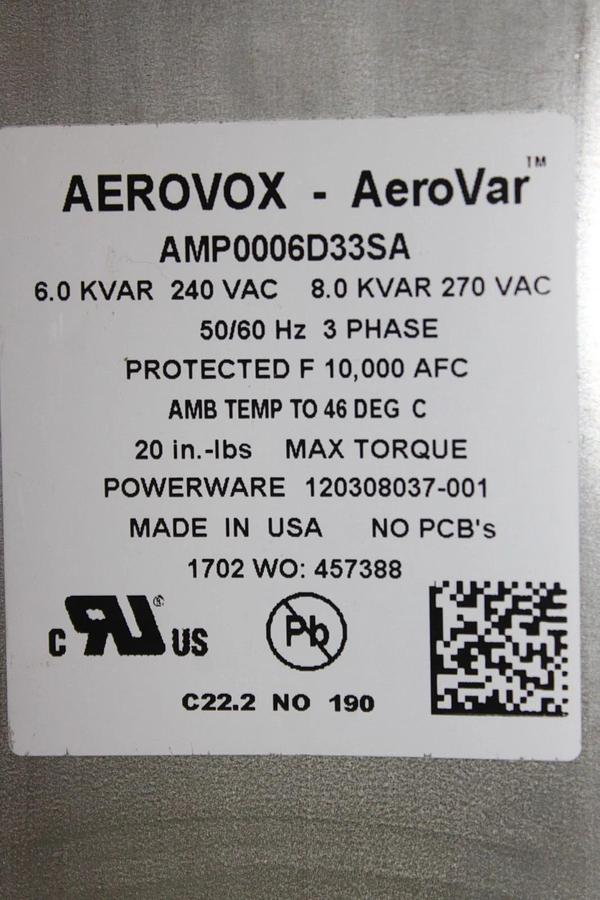 AEROVOX - AeroVar™
AMP0006D33SA
6.0 KVAR 240 VAC 8.0 KVAR 270 VAC
50/60 Hz 3 PHASE
PROTECTED F 10,000 AFC
AMB TEMP TO 46 DEG C
20 in.-lbs MAX TORQUE
POWERWARE 120308037-001
MADE IN USA NO PCB's
1702 WO: 457388
C RU® US Pb
C22.2 NO 190